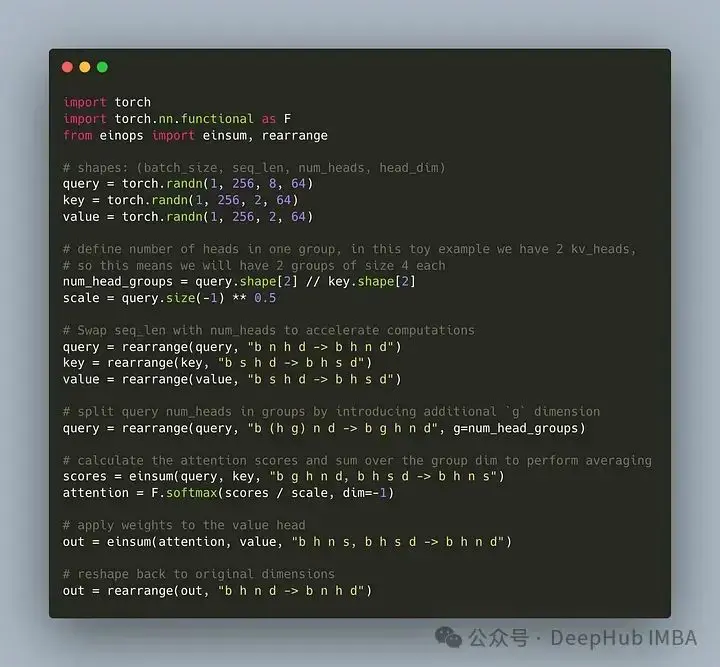 import torch
import torch.nn.functional as F
from einops import einsum, rearrange
# shapes: (batch_size, seq_len, num_heads, head_dim)
query = torch.randn(1, 256, 8, 64)
key = torch.randn(1, 256, 2, 64)
value = torch.randn(1, 256, 2, 64)
# define number of heads in one group, in this toy example we have 2 kv_heads,
# so this means we will have 2 groups of size 4 each
num_head_groups = query.shape[2] // key.shape[2]
scale = query.size(-1) ** 0.5
# Swap seq_len with num_heads to accelerate computations
query = rearrange(query, "b n h d -> b h n d")
key = rearrange(key, "b s h d -> b h s d")
value = rearrange(value, "b s h d -> b h s d")
# split query num_heads in groups by introducing additional `g` dimension
query = rearrange(query, "b (h g) n d -> b g h n d", g=num_head_groups)
# calculate the attention scores and sum over the group dim to perform averaging
scores = einsum(query, key, "b g h n d, b h s d -> b h n s")
attention = F.softmax(scores / scale, dim=-1)
# apply weights to the value head
out = einsum(attention, value, "b h n s, b h s d -> b h n d")
# reshape back to original dimensions
out = rearrange(out, "b h n d -> b n h d")
公众号 · DeepHub IMBA